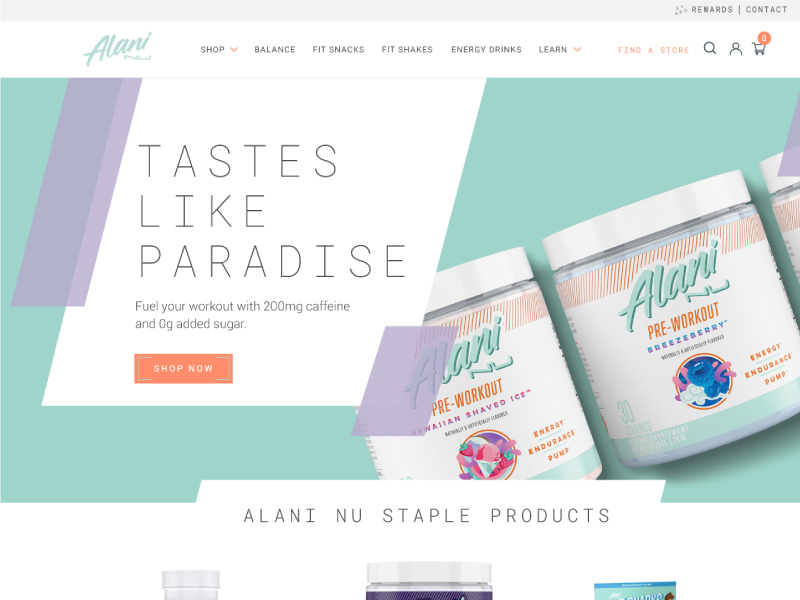 REWARDS | CONTACT
Alani NU
SHOP BALANCE FIT SNACKS FIT SHAKES ENERGY DRINKS LEARN FIND A STORE 0
TASTES
LIKE
PARADISE
Fuel your workout with 200mg caffeine
and 0g added sugar.
SHOP NOW
Alani
NU
PRE-WORKOUT
HAWAIIAN SHAVED ICE™
NATURALLY & ARTIFICIALLY FLAVORED
ENERGY
ENDURANCE
PUMP
Alani
NU
PRE-WORKOUT
BREEZEBERRY™
NATURALLY & ARTIFICIALLY FLAVORED
ENERGY
ENDURANCE
PUMP
30
ALANI NU STAPLE PRODUCTS